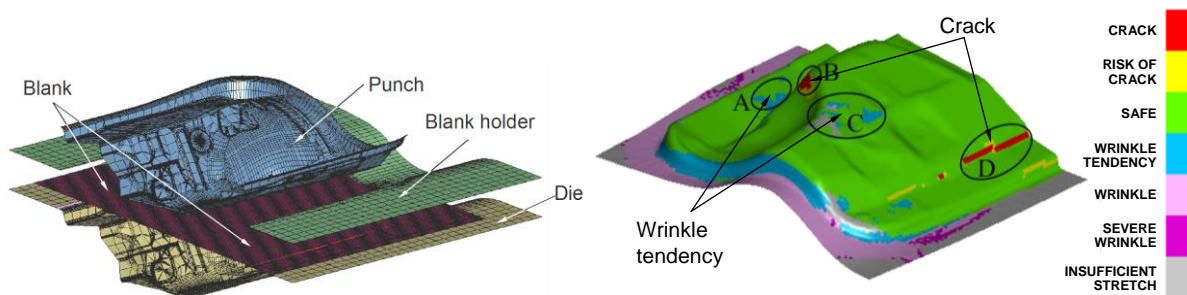 Blank
Punch
Blank holder
Die
Crack
A
B
C
D
Wrinkle
tendency
CRACK
RISK OF
CRACK
SAFE
WRINKLE
TENDENCY
WRINKLE
SEVERE
WRINKLE
INSUFFICIENT
STRETCH